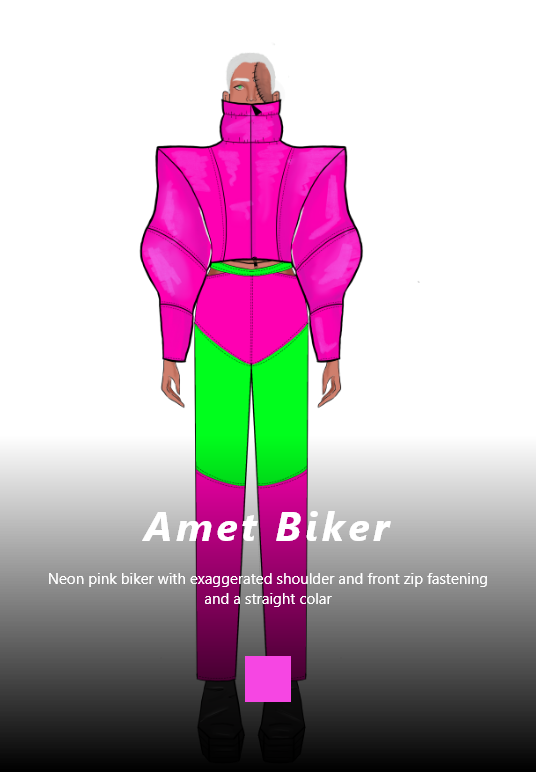 Amet Biker
Neon pink biker with exaggerated shoulder and front zip fastening
and a straight colar